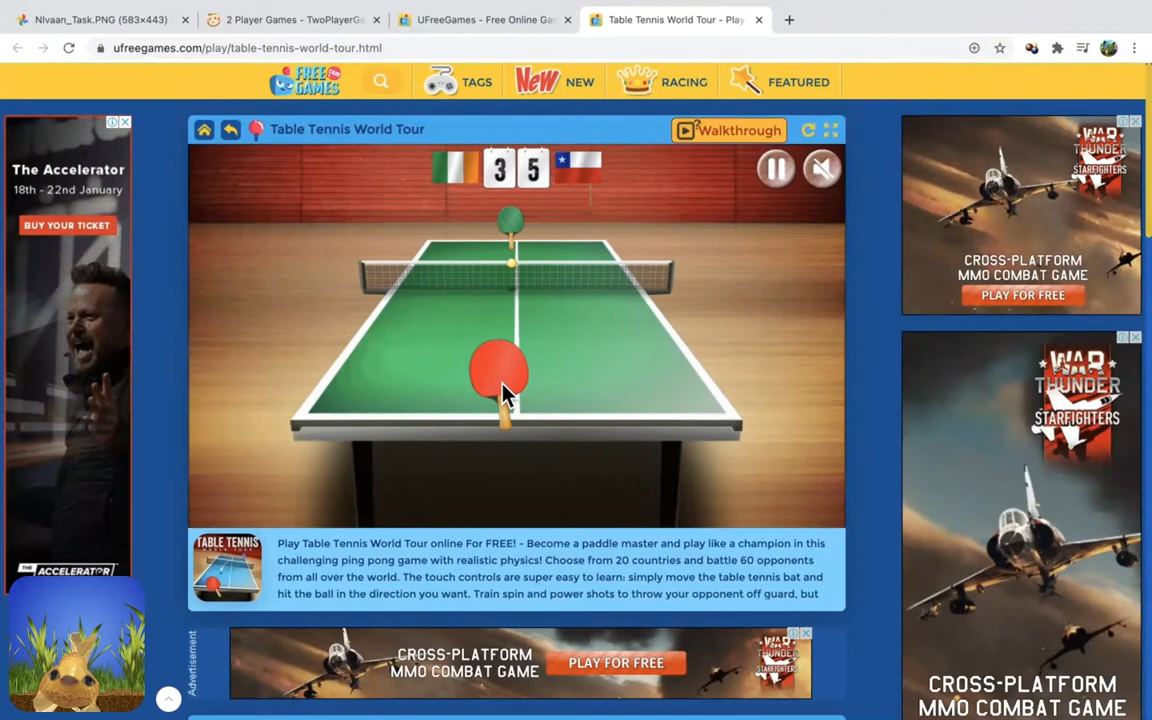 NIvaan_Task.PNG (583×443)
2 Player Games - TwoPlayerGa
UFreeGames - Free Online Gam
Table Tennis World Tour - Play
ufreegames.com/play/table-tennis-world-tour.html
FREE GAMES .COM
TAGS
New NEW
RACING
FEATURED
Table Tennis World Tour
Walkthrough
3 5
The Accelerator
18th - 22nd January
BUY YOUR TICKET
THE ACCELERATOR
WAR THUNDER
STARFIGHTERS
CROSS-PLATFORM
MMO COMBAT GAME
PLAY FOR FREE
WAR
THUNDER
STARFIGHTERS
CROSS-PLATFORM
MMO COMBAT GAME
TABLE TENNIS
WORLD TOUR
Play Table Tennis World Tour online For FREE! - Become a paddle master and play like a champion in this
challenging ping pong game with realistic physics! Choose from 20 countries and battle 60 opponents
from all over the world. The touch controls are super easy to learn: simply move the table tennis bat and
hit the ball in the direction you want. Train spin and power shots to throw your opponent off guard, but
Advertisement
CROSS-PLATFORM
MMO COMBAT GAME
PLAY FOR FREE